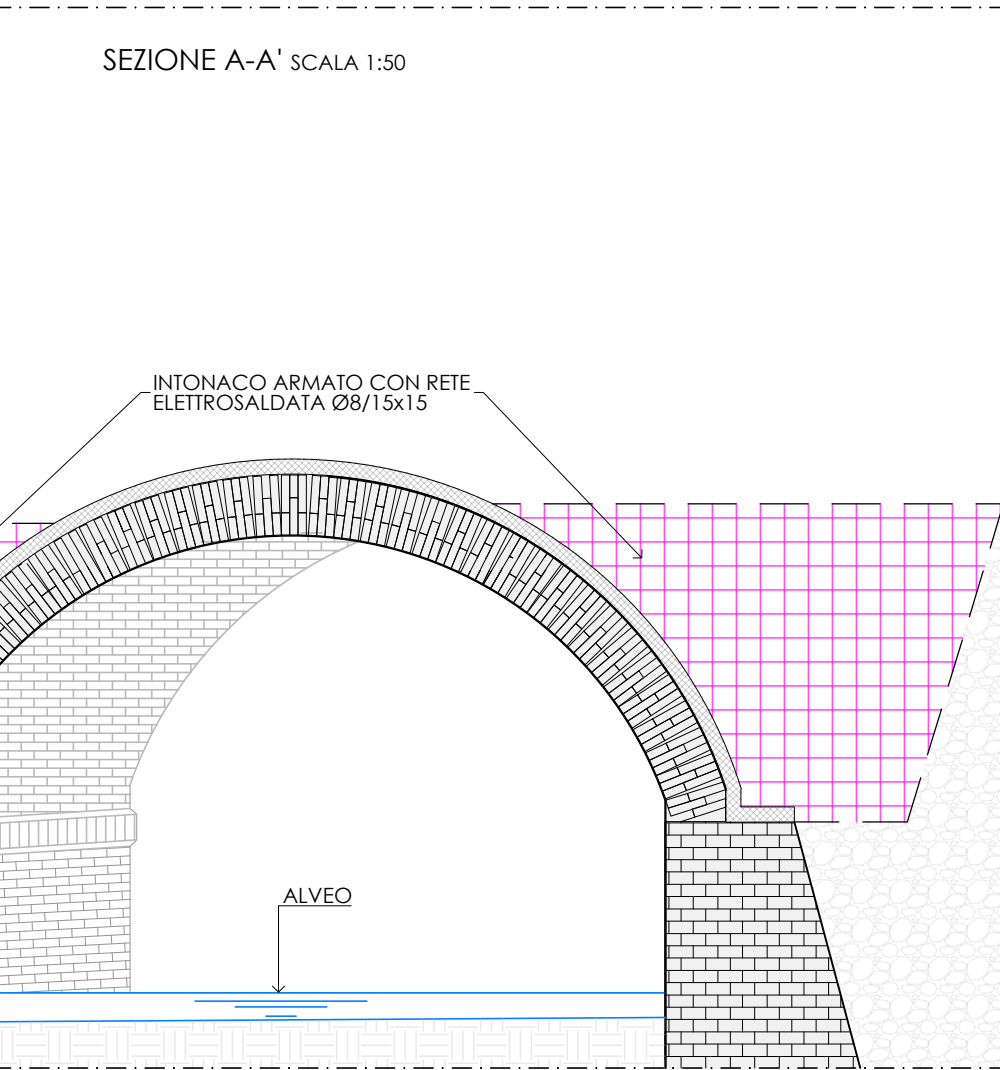 SEZIONE A-A' SCALA 1:50
INTONACO ARMATO CON RETE
ELETTROSALDATA Ø8/15x15
ALVEO